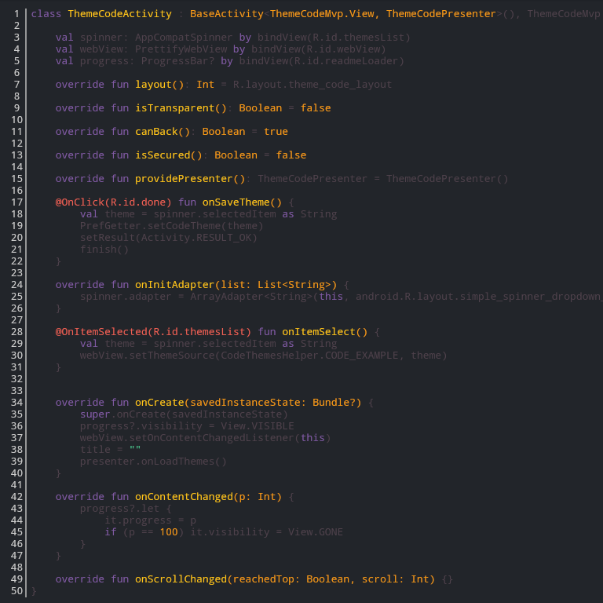 1 class ThemeCodeActivity : BaseActivity<ThemeCodeMvp.View, ThemeCodePresenter>(), ThemeCodeMvp
2
3 val spinner: AppCompatSpinner by bindView(R.id.themesList)
4 val webView: PrettifyWebView by bindView(R.id.webView)
5 val progress: ProgressBar? by bindView(R.id.readmeLoader)
6
7 override fun layout(): Int = R.layout.theme_code_layout
8
9 override fun isTransparent(): Boolean = false
10
11 override fun canBack(): Boolean = true
12
13 override fun isSecured(): Boolean = false
14
15 override fun providePresenter(): ThemeCodePresenter = ThemeCodePresenter()
16
17 @OnClick(R.id.done) fun onSaveTheme() {
18 val theme = spinner.selectedItem as String
19 PrefGetter.setCodeTheme(theme)
20 setResult(Activity.RESULT_OK)
21 finish()
22 }
23
24 override fun onInitAdapter(list: List<String>) {
25 spinner.adapter = ArrayAdapter<String>(this, android.R.layout.simple_spinner_dropdown_
26 }
27
28 @OnItemSelected(R.id.themesList) fun onItemSelect() {
29 val theme = spinner.selectedItem as String
30 webView.setThemeSource(CodeThemesHelper.CODE_EXAMPLE, theme)
31 }
32
33
34 override fun onCreate(savedInstanceState: Bundle?) {
35 super.onCreate(savedInstanceState)
36 progress?.visibility = View.VISIBLE
37 webView.setOnContentChangedListener(this)
38 title = ""
39 presenter.onLoadThemes()
40 }
41
42 override fun onContentChanged(p: Int) {
43 progress?.let {
44 it.progress = p
45 if (p == 100) it.visibility = View.GONE
46 }
47 }
48
49 override fun onScrollChanged(reachedTop: Boolean, scroll: Int) {}
50 }